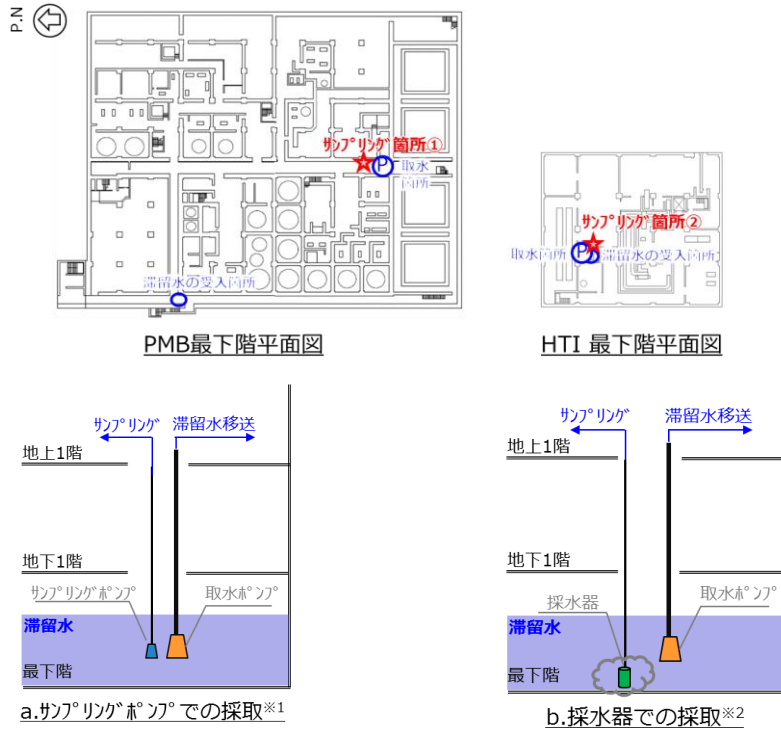 P.N
ｻﾝﾌﾟﾘﾝｸﾞ箇所①
P 取水
箇所
滞留水の受入箇所
PMB最下階平面図
ｻﾝﾌﾟﾘﾝｸﾞ箇所②
取水箇所 P 滞留水の受入箇所
HTI 最下階平面図
ｻﾝﾌﾟﾘﾝｸﾞ 滞留水移送
地上1階
地下1階
ｻﾝﾌﾟﾘﾝｸﾞﾎﾟﾝﾌﾟ 取水ﾎﾟﾝﾌﾟ
滞留水
最下階
a.ｻﾝﾌﾟﾘﾝｸﾞﾎﾟﾝﾌﾟでの採取※1
ｻﾝﾌﾟﾘﾝｸﾞ 滞留水移送
地上1階
地下1階
採水器 取水ﾎﾟﾝﾌﾟ
滞留水
最下階
b.採水器での採取※2